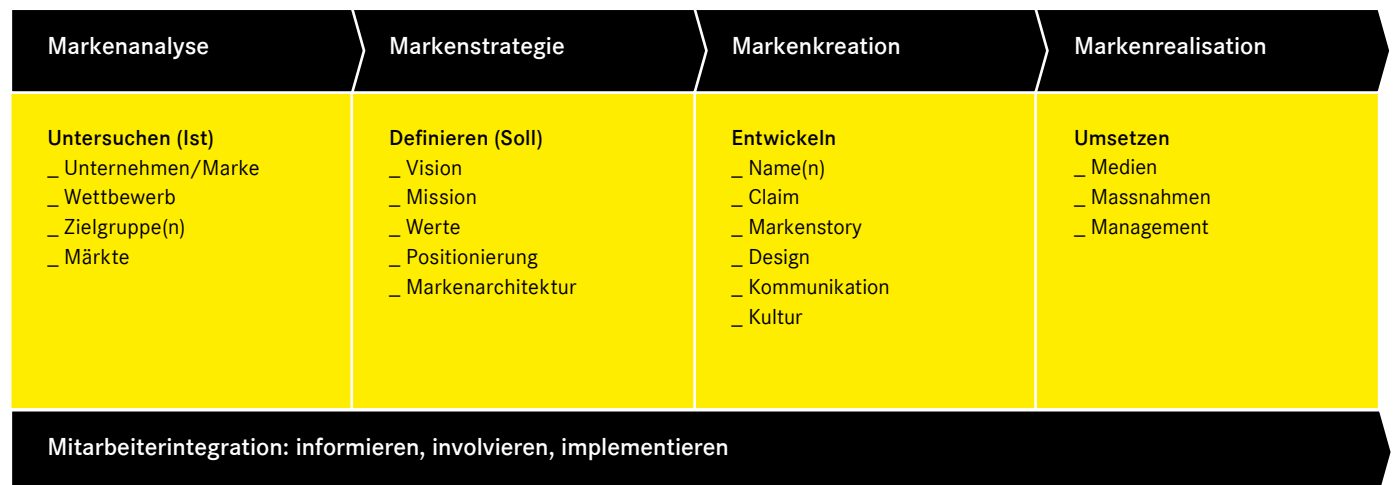 Markenanalyse
Markenstrategie
Markenkreation
Markenrealisation
Untersuchen (Ist)
_ Unternehmen/Marke
_ Wettbewerb
_ Zielgruppe(n)
_ Märkte
Definieren (Soll)
_ Vision
_ Mission
_ Werte
_ Positionierung
_ Markenarchitektur
Entwickeln
_ Name(n)
_ Claim
_ Markenstory
_ Design
_ Kommunikation
_ Kultur
Umsetzen
_ Medien
_ Massnahmen
_ Management
Mitarbeiterintegration: informieren, involvieren, implementieren